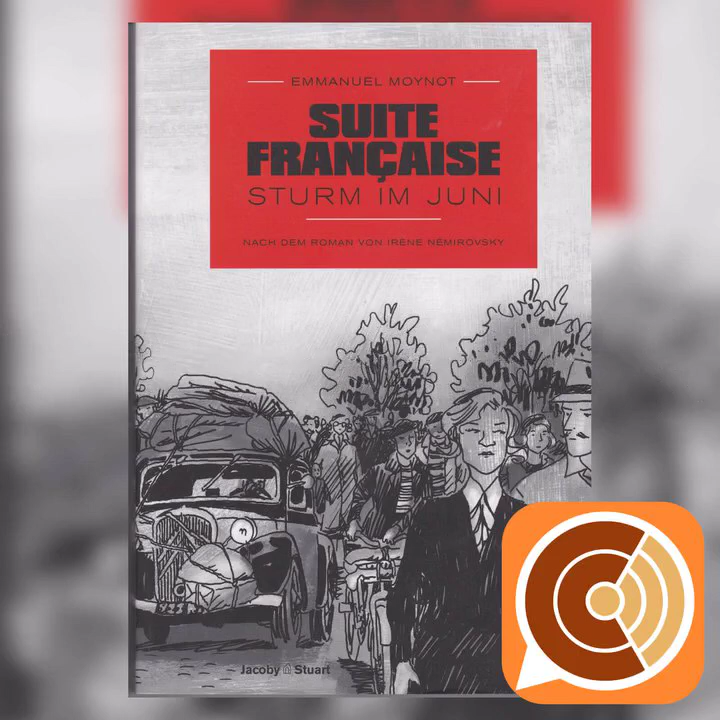 EMMANUEL MOYNOT
SUITE
FRANÇAISE
STURM IM JUNI
NACH DEM ROMAN VON IRÈNE NÉMIROVSKY
Jacoby Stuart